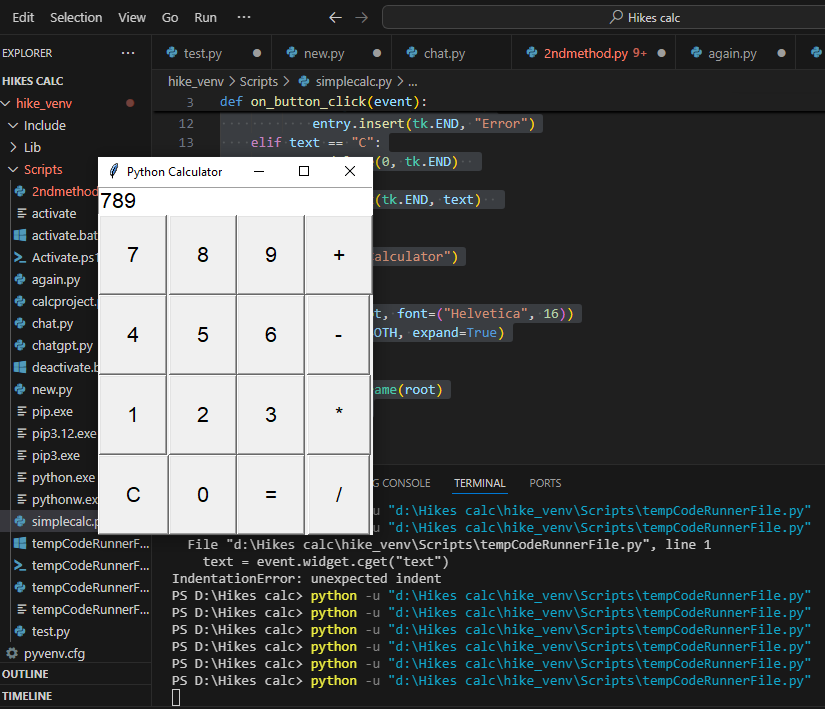 Edit Selection View Go Run ··· Hikes calc
EXPLORER ···
HIKES CALC
hike_venv
Include
Lib
Scripts
2ndmethod
activate
activate.bat
Activate.ps1
again.py
calcproject.
chat.py
chatgpt.py
deactivate.b
new.py
pip.exe
pip3.12.exe
pip3.exe
python.exe
pythonw.ex
simplecalc.p
tempCodeRunnerF...
tempCodeRunnerF...
tempCodeRunnerF...
tempCodeRunnerF...
test.py
pyvenv.cfg
OUTLINE
TIMELINE
test.py new.py chat.py 2ndmethod.py 9+ again.py
hike_venv > Scripts > simplecalc.py > ...
3 def on_button_click(event):
12 entry.insert(tk.END, "Error")
13 elif text == "C":
(0, tk.END)
(tk.END, text)
alculator")
t, font=("Helvetica", 16))
OTH, expand=True)
ame(root)
Python Calculator
789
7 8 9 +
4 5 6 -
1 2 3 *
C 0 = /
G CONSOLE TERMINAL PORTS
u "d:\Hikes calc\hike_venv\Scripts\tempCodeRunnerFile.py"
u "d:\Hikes calc\hike_venv\Scripts\tempCodeRunnerFile.py"
File "d:\Hikes calc\hike_venv\Scripts\tempCodeRunnerFile.py", line 1
text = event.widget.cget("text")
IndentationError: unexpected indent
PS D:\Hikes calc> python -u "d:\Hikes calc\hike_venv\Scripts\tempCodeRunnerFile.py"
PS D:\Hikes calc> python -u "d:\Hikes calc\hike_venv\Scripts\tempCodeRunnerFile.py"
PS D:\Hikes calc> python -u "d:\Hikes calc\hike_venv\Scripts\tempCodeRunnerFile.py"
PS D:\Hikes calc> python -u "d:\Hikes calc\hike_venv\Scripts\tempCodeRunnerFile.py"
PS D:\Hikes calc> python -u "d:\Hikes calc\hike_venv\Scripts\tempCodeRunnerFile.py"
PS D:\Hikes calc> python -u "d:\Hikes calc\hike_venv\Scripts\tempCodeRunnerFile.py"